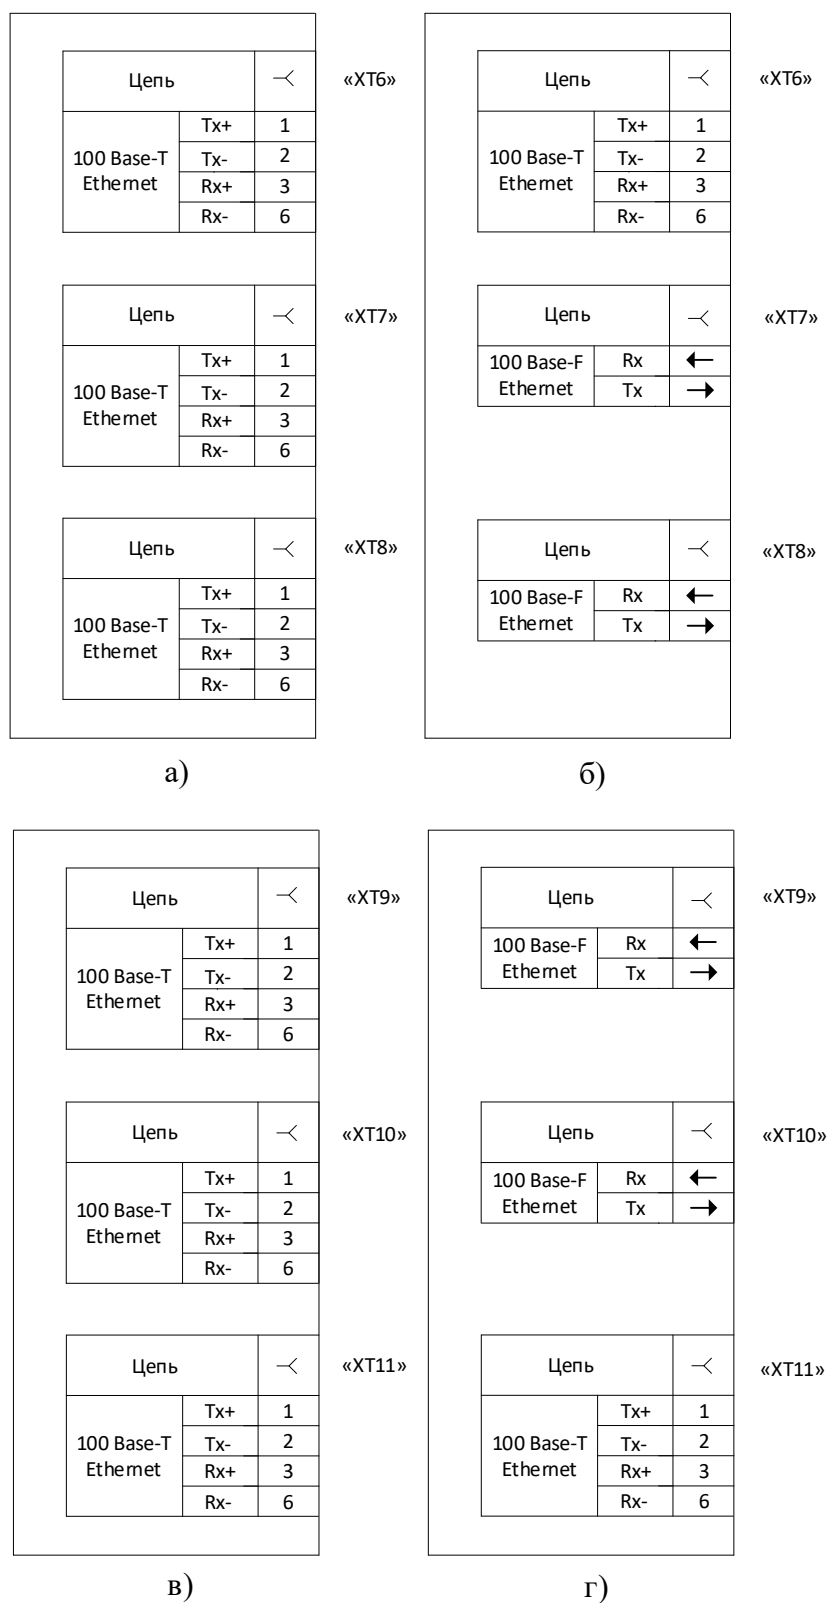 Цепь
«XT6»
100 Base-T
Ethernet
Tx+ 1
Tx- 2
Rx+ 3
Rx- 6
Цепь
«XT7»
100 Base-T
Ethernet
Tx+ 1
Tx- 2
Rx+ 3
Rx- 6
Цепь
«XT8»
100 Base-T
Ethernet
Tx+ 1
Tx- 2
Rx+ 3
Rx- 6
а)
Цепь
«XT6»
100 Base-T
Ethernet
Tx+ 1
Tx- 2
Rx+ 3
Rx- 6
Цепь
«XT7»
100 Base-F
Ethernet
Rx
Tx
Цепь
«XT8»
100 Base-F
Ethernet
Rx
Tx
б)
Цепь
«XT9»
100 Base-T
Ethernet
Tx+ 1
Tx- 2
Rx+ 3
Rx- 6
Цепь
«XT10»
100 Base-T
Ethernet
Tx+ 1
Tx- 2
Rx+ 3
Rx- 6
Цепь
«XT11»
100 Base-T
Ethernet
Tx+ 1
Tx- 2
Rx+ 3
Rx- 6
в)
Цепь
«XT9»
100 Base-F
Ethernet
Rx
Tx
Цепь
«XT10»
100 Base-F
Ethernet
Rx
Tx
Цепь
«XT11»
100 Base-T
Ethernet
Tx+ 1
Tx- 2
Rx+ 3
Rx- 6
г)